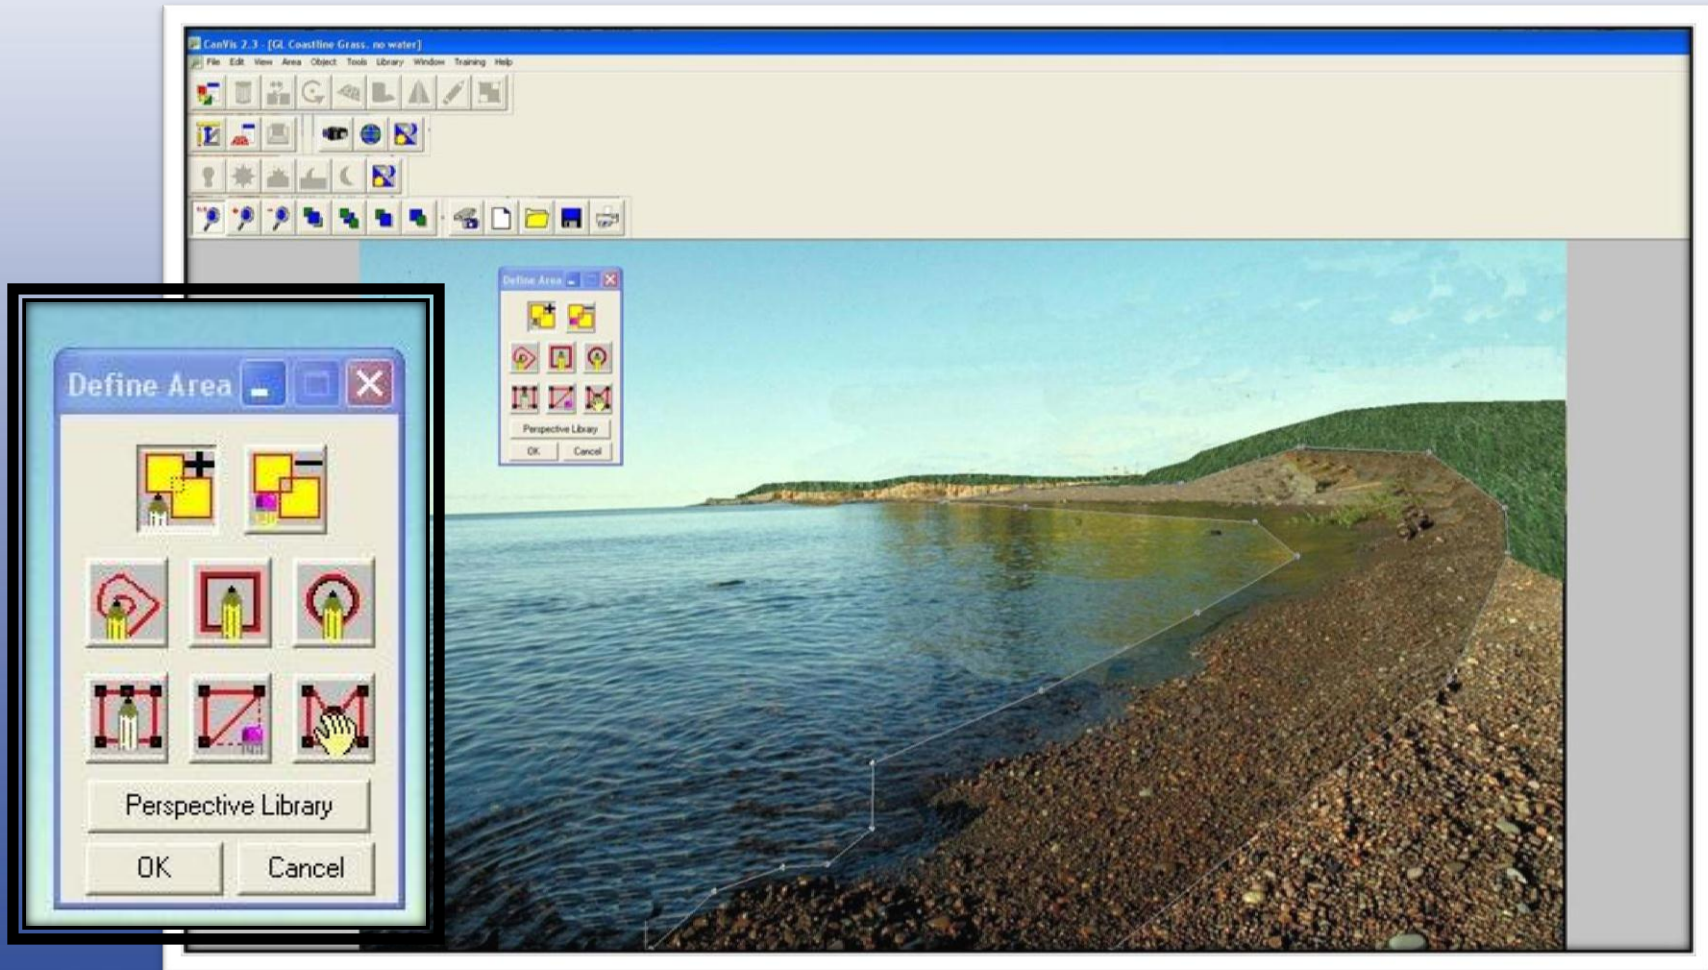 CanVis 2.3 - [GL Coastline Grass. no water]
File Edit View Area Object Tools Library Window Training Help
Define Area
Perspective Library
OK Cancel
Define Area
Perspective Library
OK Cancel